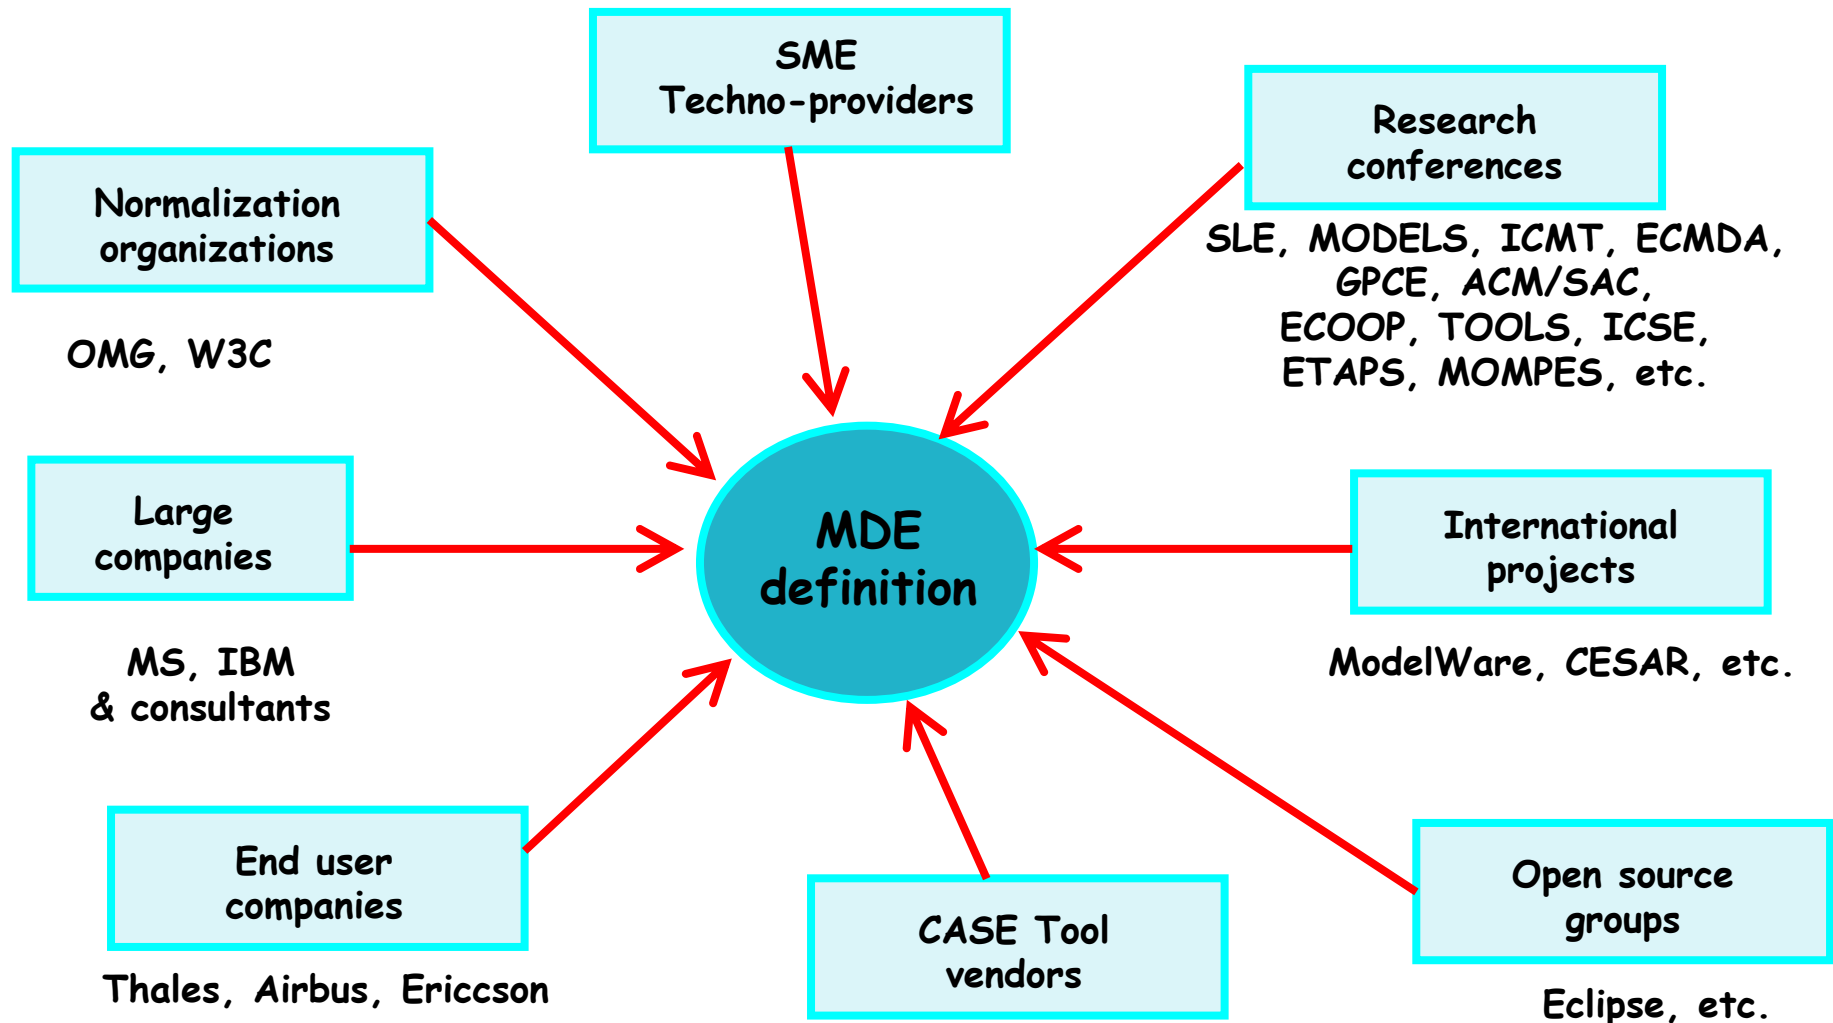 SME
Techno-providers
Research
conferences
SLE, MODELS, ICMT, ECMDA,
GPCE, ACM/SAC,
ECOOP, TOOLS, ICSE,
ETAPS, MOMPES, etc.
Normalization
organizations
OMG, W3C
Large
companies
MS, IBM
& consultants
MDE
definition
International
projects
ModelWare, CESAR, etc.
End user
companies
Thales, Airbus, Ericcson
CASE Tool
vendors
Open source
groups
Eclipse, etc.